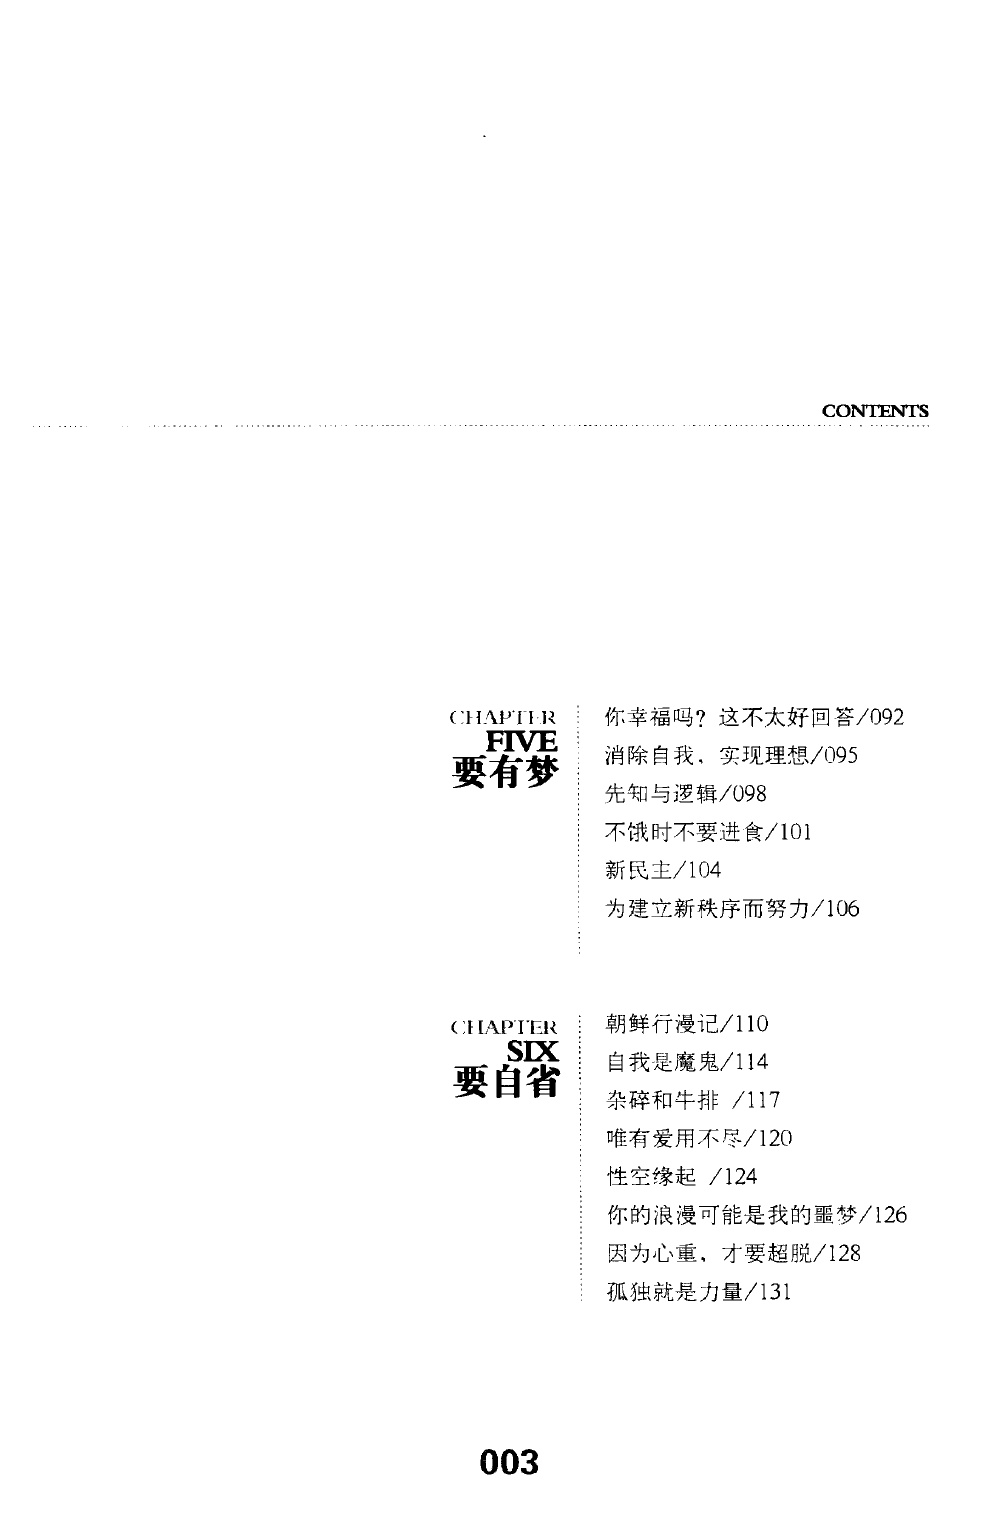 CONTENTS
CHAPTER
FIVE
要有梦
你幸福吗？这不太好回答/092
消除自我，实现理想/095
先知与逻辑/098
不饿时不要进食/101
新民主/104
为建立新秩序而努力/106
CHAPTER
SIX
要自省
朝鲜行漫记/110
自我是魔鬼/114
杂碎和牛排 /117
唯有爱用不尽/120
性空缘起 /124
你的浪漫可能是我的噩梦/126
因为心重，才要超脱/128
孤独就是力量/131
003